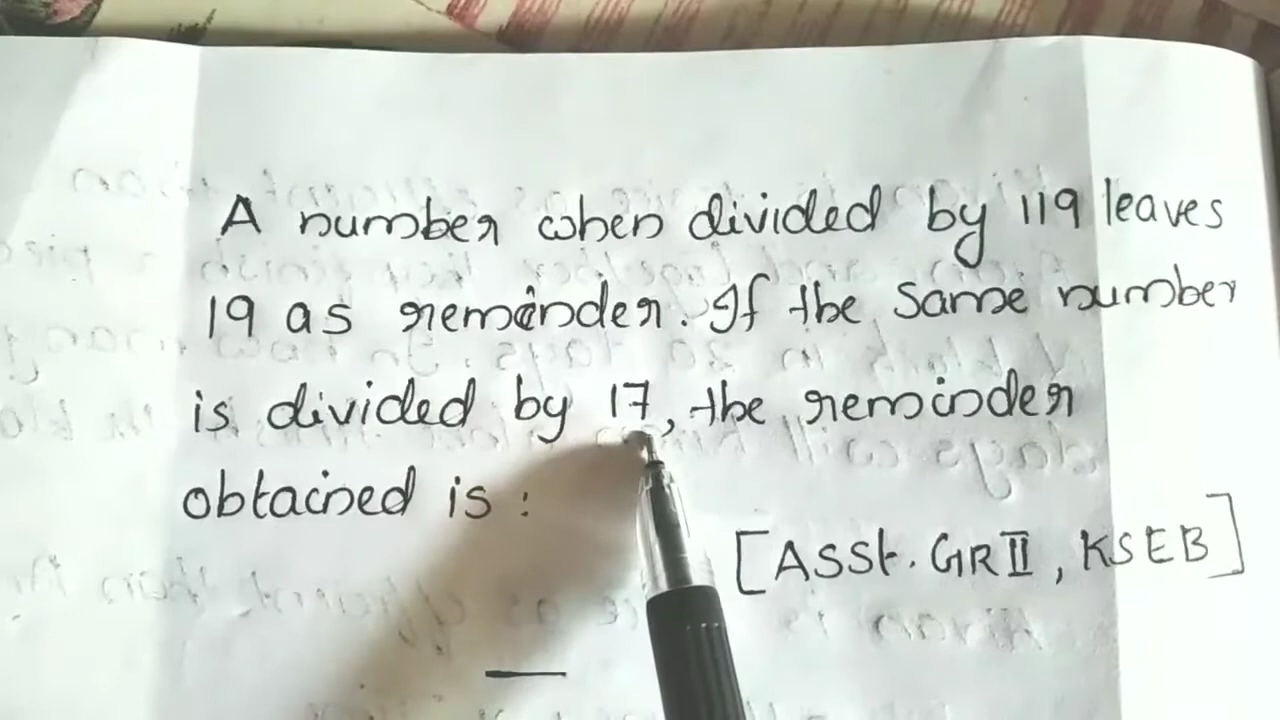 A number when divided by 119 leaves
19 as reminder. If the same number
is divided by 17, the reminder
obtained is :
[ASSt. GR II, KSEB]